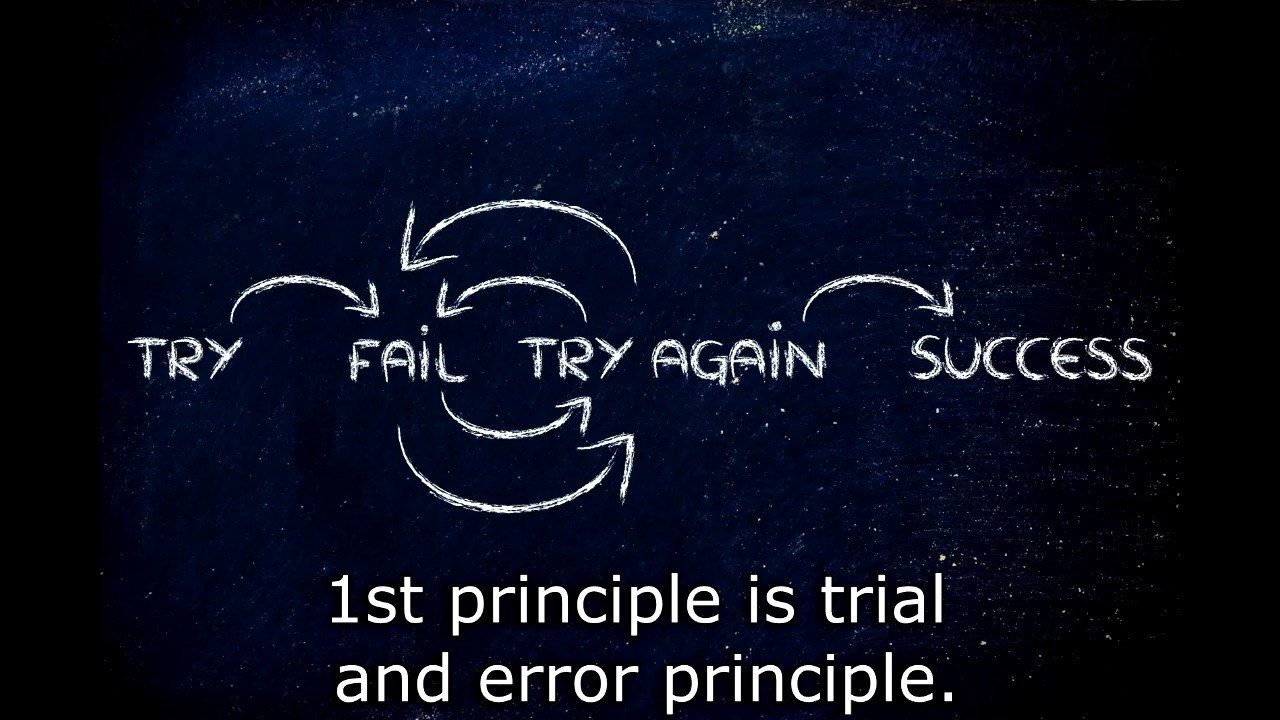 TRY FAIL TRY AGAIN SUCCESS
1st principle is trial
and error principle.